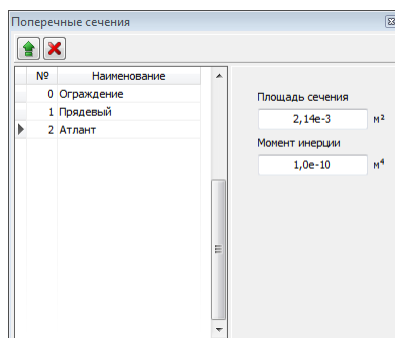 Поперечные сечения
№ Наименование
0 Ограждение
1 Прядевый
2 Атлант
Площадь сечения
2,14e-3 м²
Момент инерции
1,0e-10 м⁴